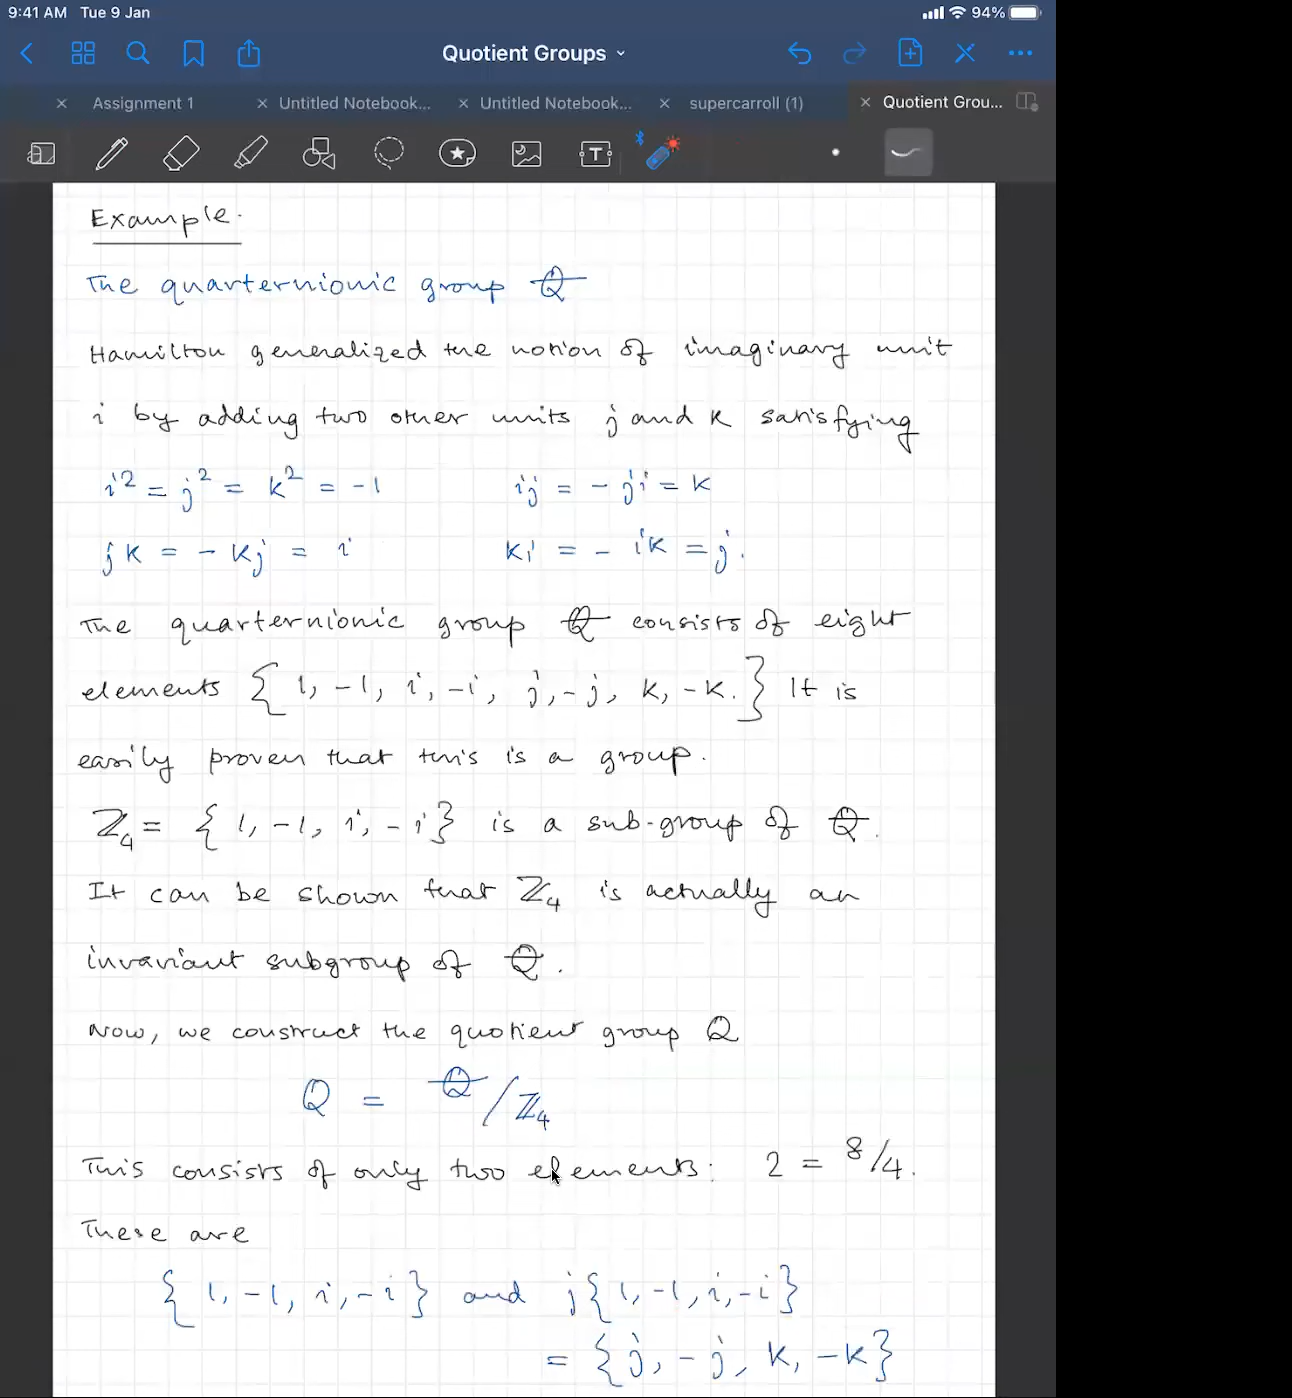 9:41 AM Tue 9 Jan 94%
Quotient Groups
Assignment 1 Untitled Notebook... Untitled Notebook... supercarroll (1) Quotient Grou...
Example.
The quarternionic group Q
Hamilton generalized the notion of imaginary unit
i by adding two other units j and k satisfying
i² = j² = k² = -1 ij = - ji = k
jk = - kj = i ki = - ik = j.
The quarternionic group Q consists of eight
elements { 1, -1, i, -i, j, -j, k, -k. } It is
easily proven that this is a group.
ℤ₄ = { 1, -1, i, -i } is a sub-group of Q.
It can be shown that ℤ₄ is actually an
invariant subgroup of Q.
Now, we construct the quotient group Q
Q = Q/ℤ₄
This consists of only two elements: 2 = 8/4.
These are
{ 1, -1, i, -i } and j{ 1, -1, i, -i }
= { j, -j, k, -k }